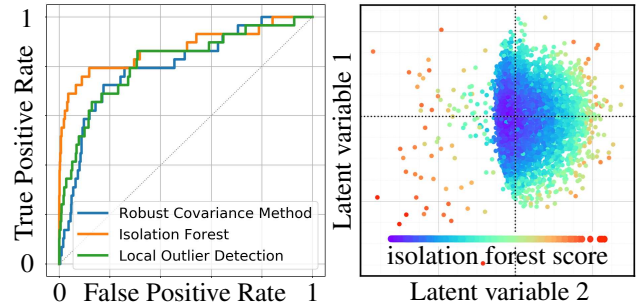 1
True Positive Rate
0
Robust Covariance Method
Isolation Forest
Local Outlier Detection
0 False Positive Rate 1
Latent variable 1
isolation forest score
Latent variable 2